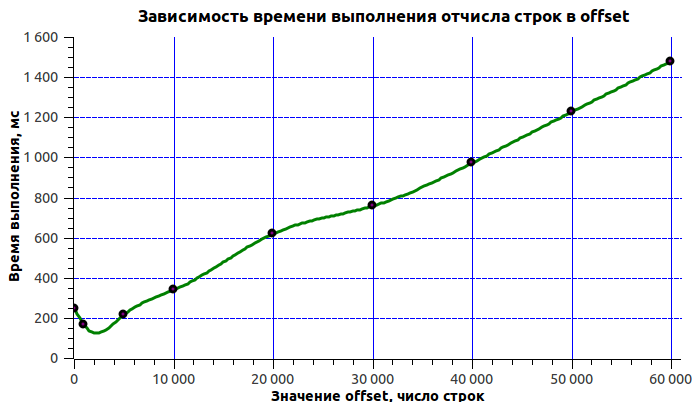 Зависимость времени выполнения отчисла строк в offset
1 600
1 400
1 200
1 000
800
600
400
200
0
Время выполнения, мс
0 10 000 20 000 30 000 40 000 50 000 60 000
Значение offset, число строк